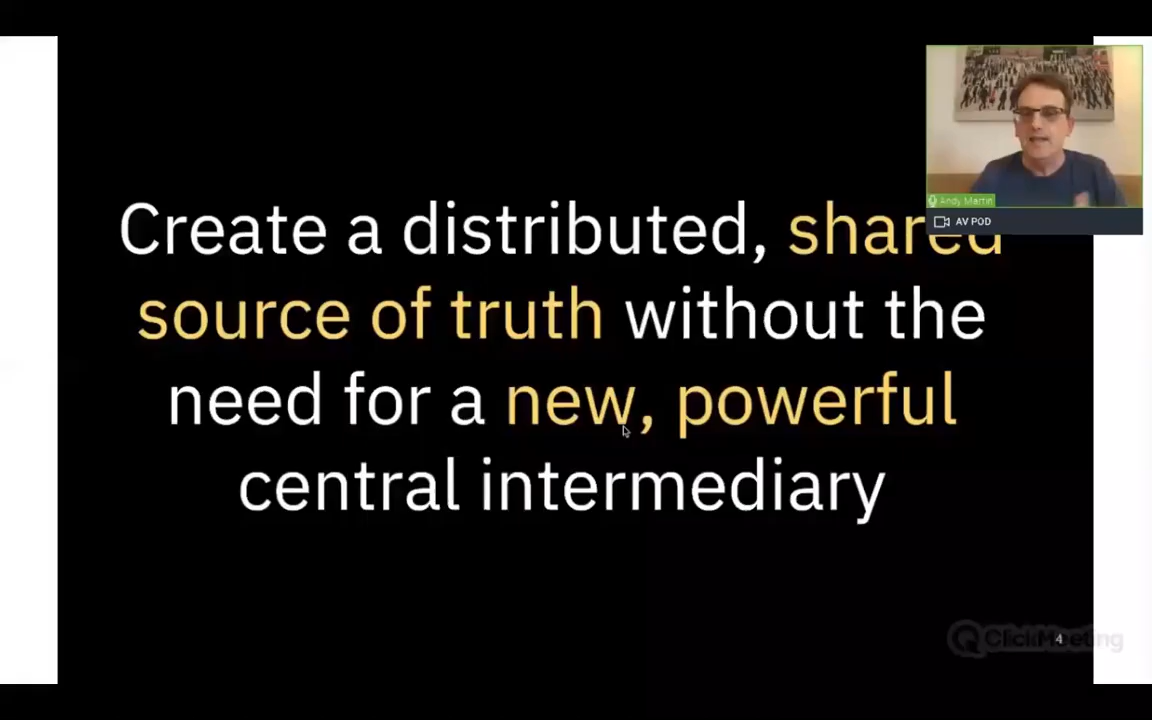 Create a distributed, shared
source of truth without the
need for a new, powerful
central intermediary
Andy Martin
AV POD
ClickMeeting
4